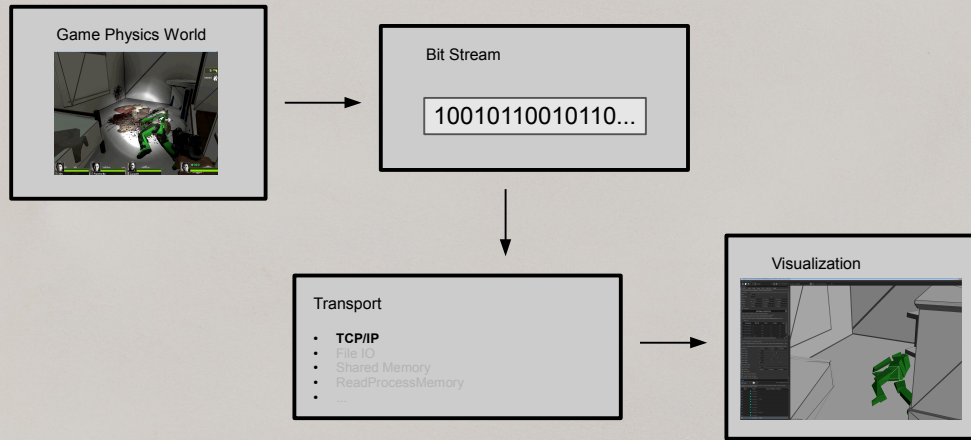 Game Physics World
Bit Stream
10010110010110...
Transport
• TCP/IP
• File IO
• Shared Memory
• ReadProcessMemory
• ...
Visualization